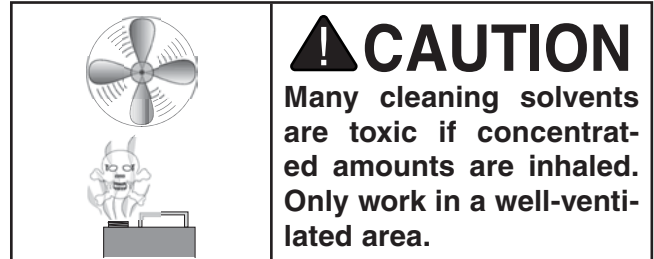 CAUTION
Many cleaning solvents
are toxic if concentrat-
ed amounts are inhaled.
Only work in a well-venti-
lated area.